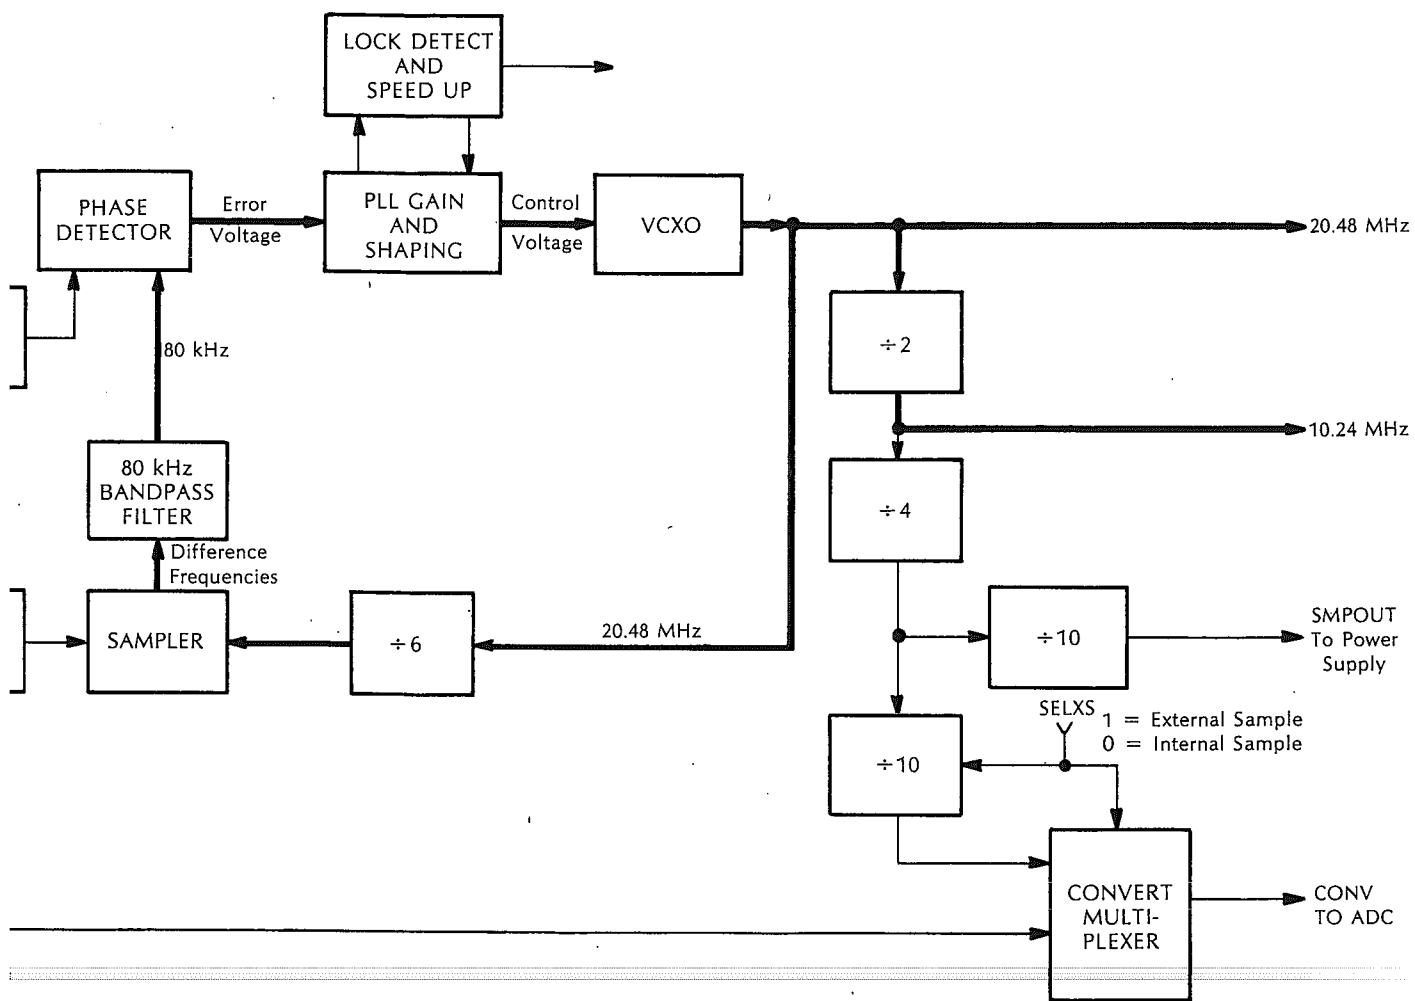 LOCK DETECT
AND
SPEED UP
PHASE
DETECTOR
Error
Voltage
PLL GAIN
AND
SHAPING
Control
Voltage
VCXO
20.48 MHz
÷2
80 kHz
10.24 MHz
80 kHz
BANDPASS
FILTER
÷4
Difference
Frequencies
SAMPLER
÷6
20.48 MHz
÷10
SMPOUT
To Power
Supply
SELXS
1 = External Sample
0 = Internal Sample
÷10
CONVERT
MULTI-
PLEXER
CONV
TO ADC